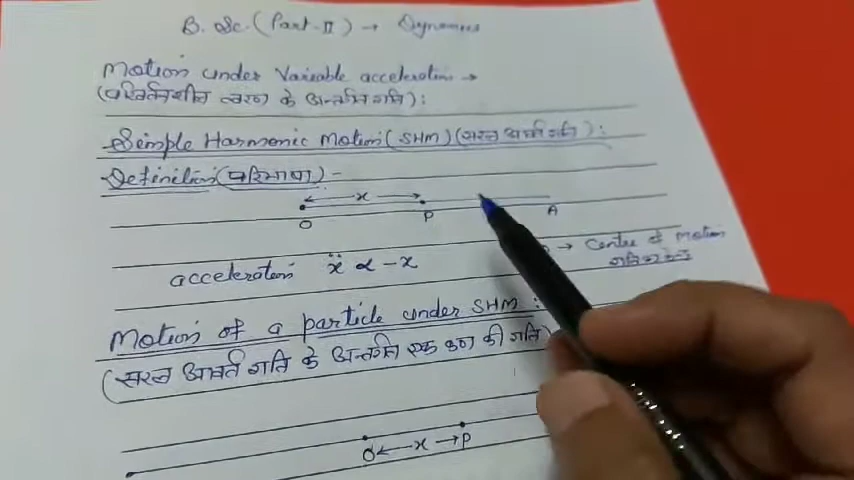 B. Sc. (Part-II) → Dynamics
Motion under Variable acceleration →
(परिवर्तनशील त्वरण के अन्तर्गत गति):
Simple Harmonic Motion (SHM) (सरल आवर्त गति):
Definition (परिभाषा) -
x
O P A
O → Centre of Motion
acceleration ẍ ∝ -x
Motion of a particle under SHM :
(सरल आवर्त गति के अन्तर्गत एक कण की गति)
O x P